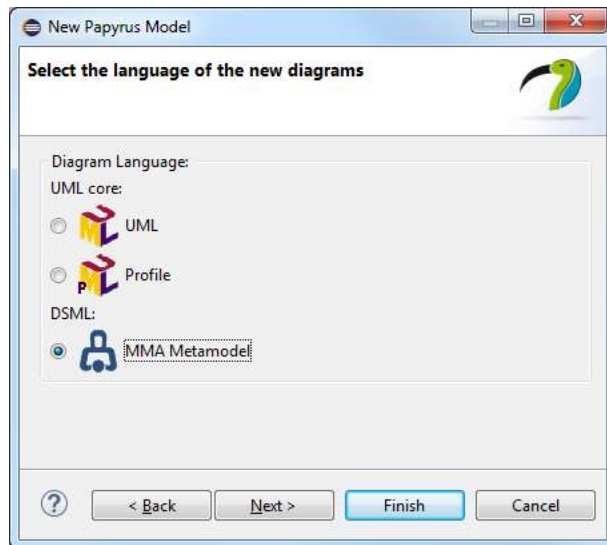 New Papyrus Model
Select the language of the new diagrams
Diagram Language:
UML core:
UML
Profile
DSML:
MMA Metamodel
< Back
Next >
Finish
Cancel